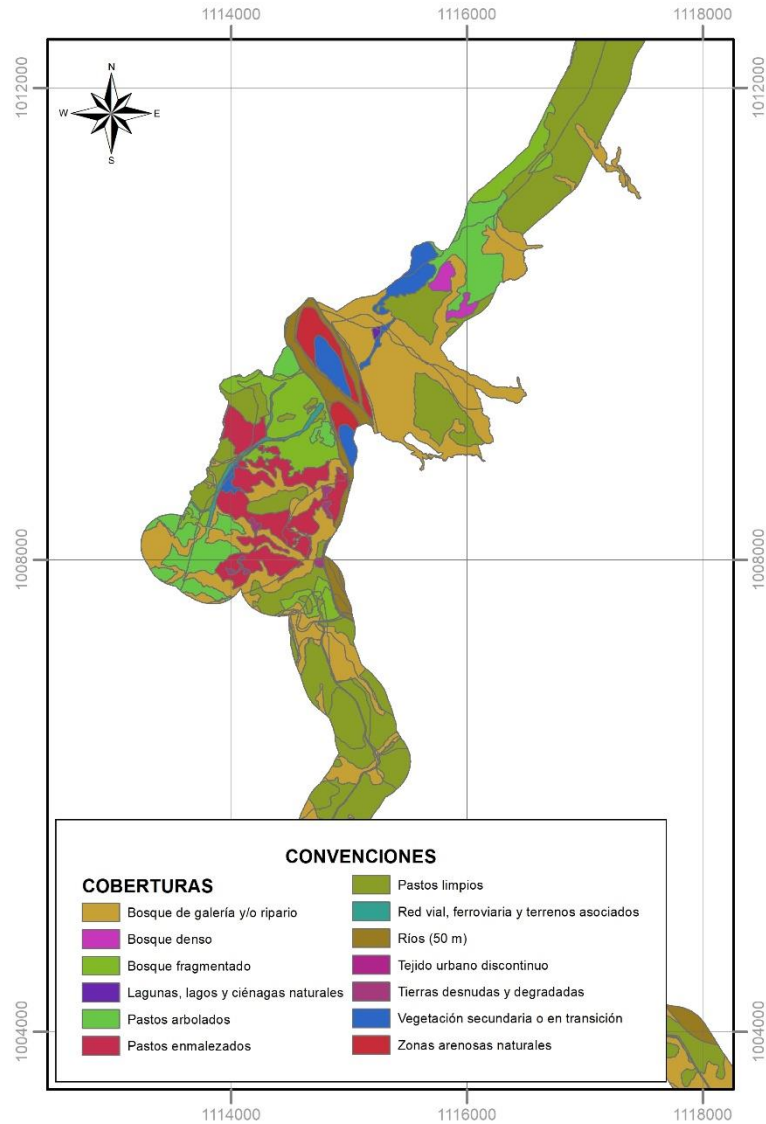 1114000 1116000 1118000
1012000 1012000
N
W E
S
1008000 1008000
CONVENCIONES
COBERTURAS
Bosque de galería y/o ripario
Bosque denso
Bosque fragmentado
Lagunas, lagos y ciénagas naturales
Pastos arbolados
Pastos enmalezados
Pastos limpios
Red vial, ferroviaria y terrenos asociados
Ríos (50 m)
Tejido urbano discontinuo
Tierras desnudas y degradadas
Vegetación secundaria o en transición
Zonas arenosas naturales
1004000 1004000
1114000 1116000 1118000